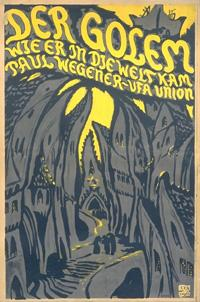 DER GOLEM
WIE ER IN DIE WELT KAM
PAUL WEGENER-UFA UNION